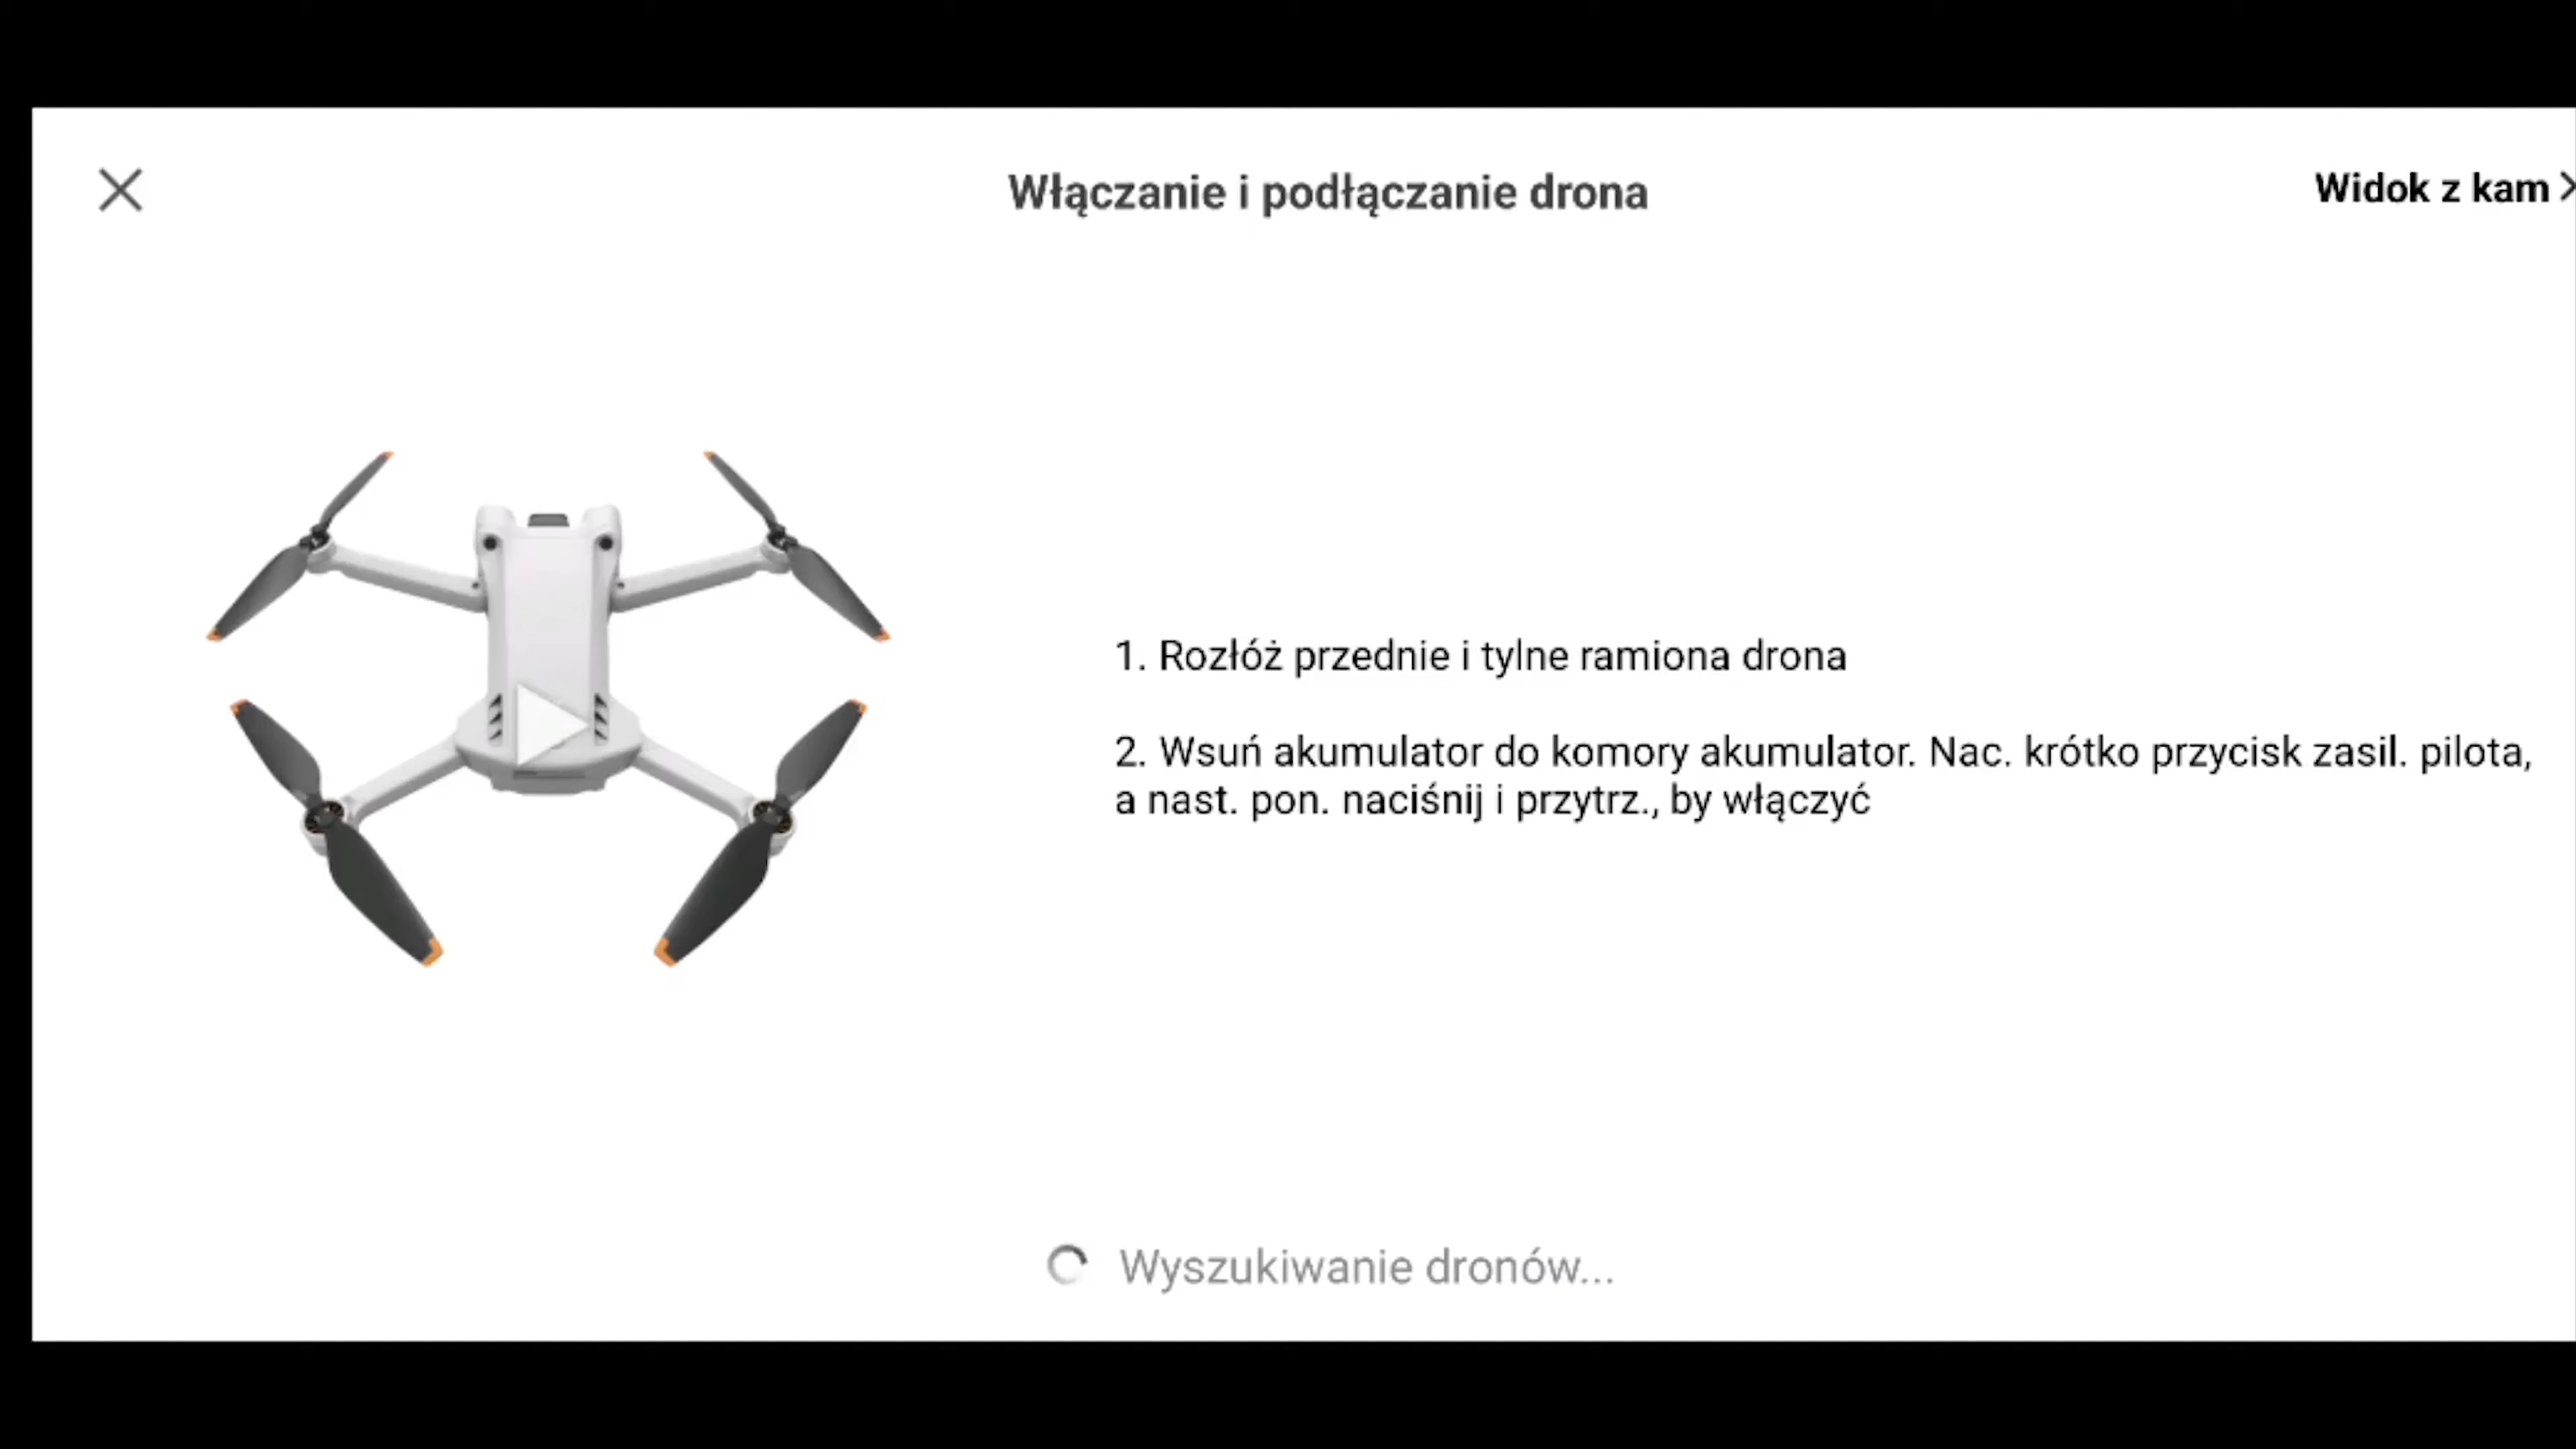 Włączanie i podłączanie drona
Widok z kam
1. Rozłóż przednie i tylne ramiona drona
2. Wsuń akumulator do komory akumulator. Nac. krótko przycisk zasil. pilota,
a nast. pon. naciśnij i przytrz., by włączyć
Wyszukiwanie dronów...